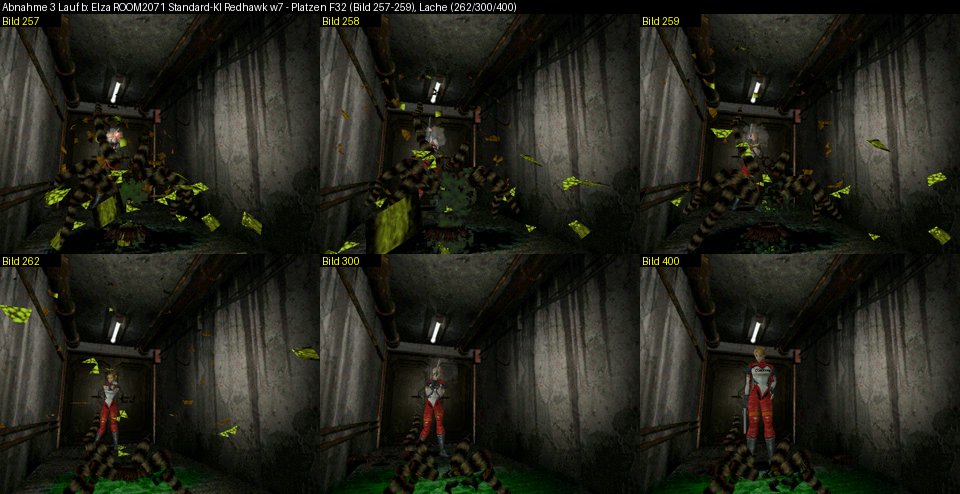 Abnahme 3 Lauf b: Elza ROOM2071 Standard-KI Redhawk w7 - Platzen F32 (Bild 257-259), Lache (262/300/400)
Bild 257
Bild 258
Bild 259
Bild 262
Bild 300
Bild 400